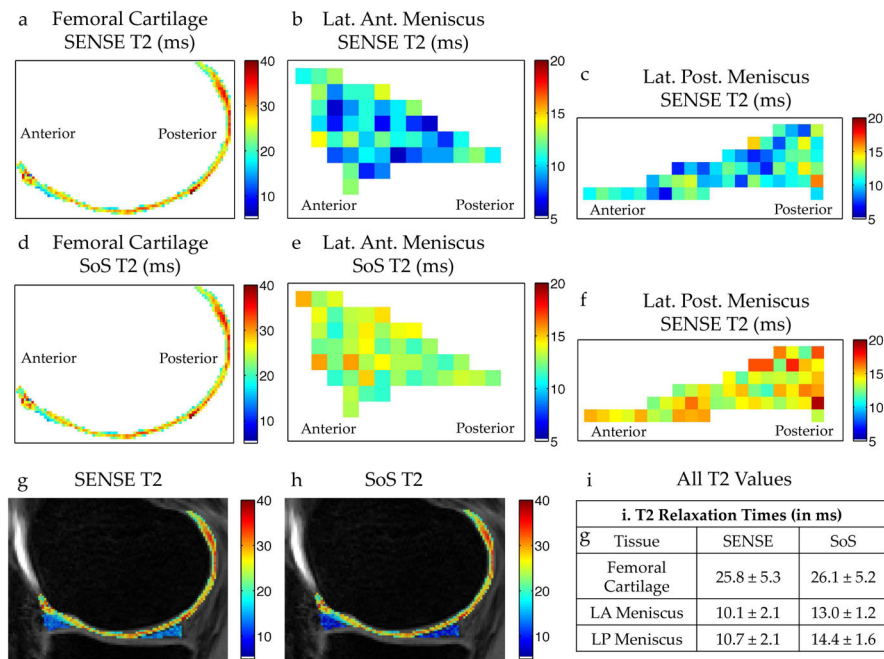 a
Femoral Cartilage
SENSE T2 (ms)
Anterior
Posterior
40
30
20
10
b
Lat. Ant. Meniscus
SENSE T2 (ms)
Anterior
Posterior
20
15
10
5
c
Lat. Post. Meniscus
SENSE T2 (ms)
Anterior
Posterior
20
15
10
5
d
Femoral Cartilage
SoS T2 (ms)
Anterior
Posterior
40
30
20
10
e
Lat. Ant. Meniscus
SoS T2 (ms)
Anterior
Posterior
20
15
10
5
f
Lat. Post. Meniscus
SENSE T2 (ms)
Anterior
Posterior
20
15
10
5
g
SENSE T2
40
30
20
10
h
SoS T2
40
30
20
10
i
All T2 Values
i. T2 Relaxation Times (in ms)
g
Tissue SENSE SoS
Femoral
Cartilage 25.8 ± 5.3 26.1 ± 5.2
LA Meniscus 10.1 ± 2.1 13.0 ± 1.2
LP Meniscus 10.7 ± 2.1 14.4 ± 1.6